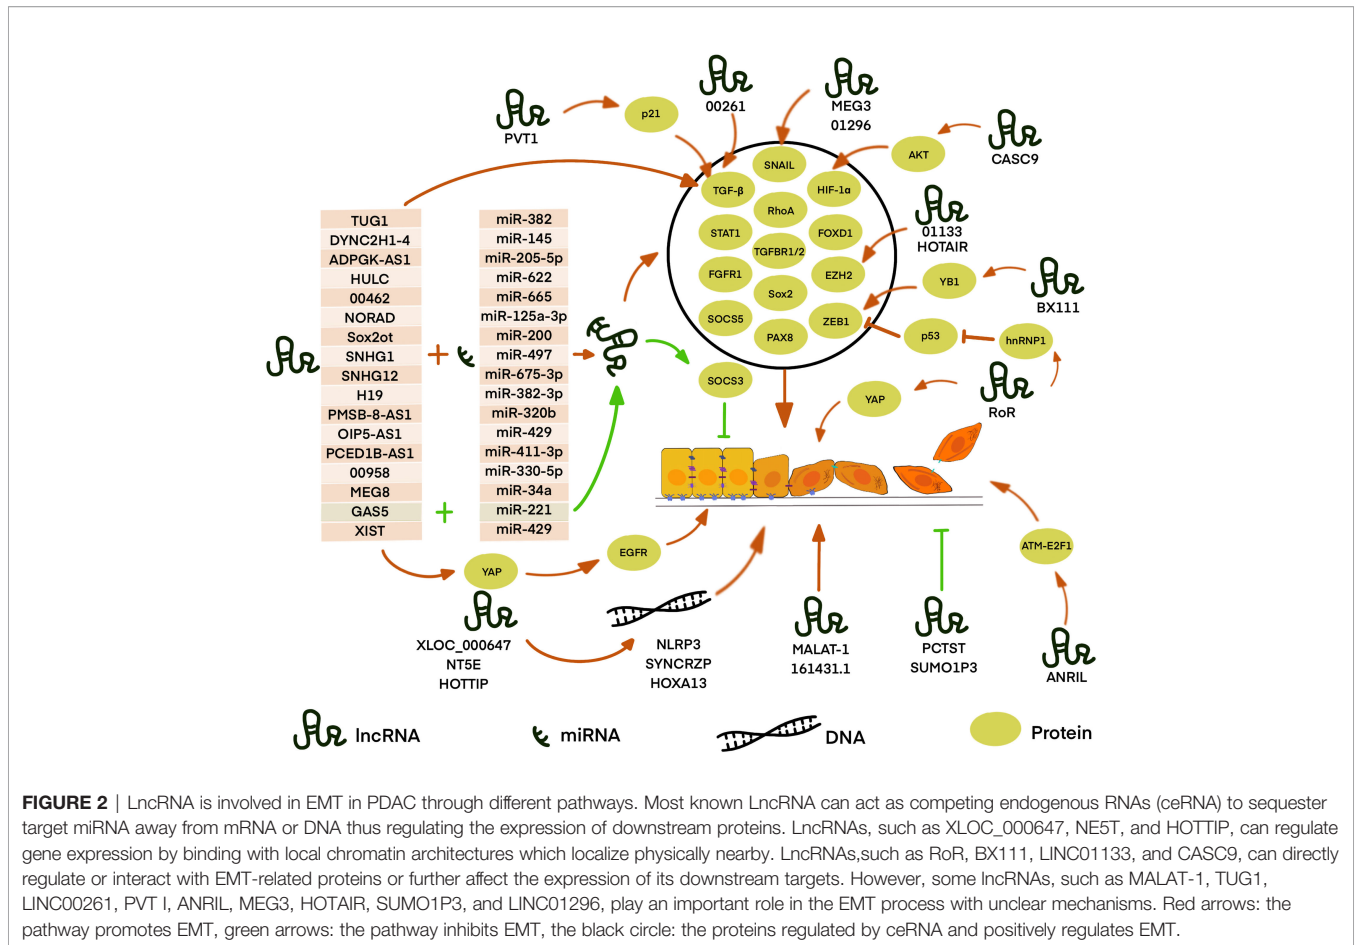 00261
MEG3
01296
PVT1
p21
CASC9
AKT
SNAIL
TGF-β
HIF-1α
RhoA
STAT1
FOXD1
TGFBR1/2
FGFR1
EZH2
Sox2
SOCS5
ZEB1
PAX8
01133
HOTAIR
YB1
BX111
p53
hnRNP1
RoR
YAP
SOCS3
TUG1 miR-382
DYNC2H1-4 miR-145
ADPGK-AS1 miR-205-5p
HULC miR-622
00462 miR-665
NORAD miR-125a-3p
Sox2ot miR-200
SNHG1 miR-497
SNHG12 miR-675-3p
H19 miR-382-3p
PMSB-8-AS1 miR-320b
OIP5-AS1 miR-429
PCED1B-AS1 miR-411-3p
00958 miR-330-5p
MEG8 miR-34a
GAS5 miR-221
XIST miR-429
YAP
EGFR
ATM-E2F1
XLOC_000647
NT5E
HOTTIP
NLRP3
SYNCRZP
HOXA13
MALAT-1
161431.1
PCTST
SUMO1P3
ANRIL
lncRNA
miRNA
DNA
Protein
FIGURE 2 | LncRNA is involved in EMT in PDAC through different pathways. Most known LncRNA can act as competing endogenous RNAs (ceRNA) to sequester
target miRNA away from mRNA or DNA thus regulating the expression of downstream proteins. LncRNAs, such as XLOC_000647, NE5T, and HOTTIP, can regulate
gene expression by binding with local chromatin architectures which localize physically nearby. LncRNAs,such as RoR, BX111, LINC01133, and CASC9, can directly
regulate or interact with EMT-related proteins or further affect the expression of its downstream targets. However, some lncRNAs, such as MALAT-1, TUG1,
LINC00261, PVT I, ANRIL, MEG3, HOTAIR, SUMO1P3, and LINC01296, play an important role in the EMT process with unclear mechanisms. Red arrows: the
pathway promotes EMT, green arrows: the pathway inhibits EMT, the black circle: the proteins regulated by ceRNA and positively regulates EMT.